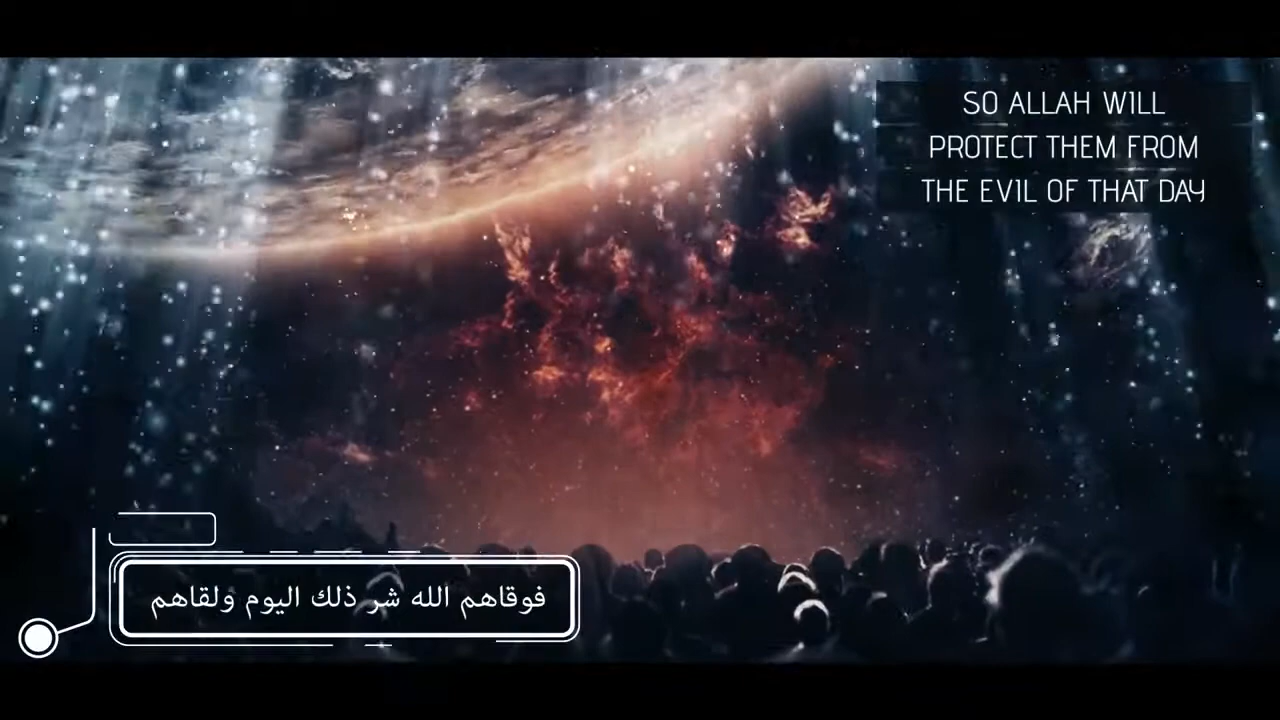 SO ALLAH WILL
PROTECT THEM FROM
THE EVIL OF THAT DAY
فوقاهم الله شر ذلك اليوم ولقاهم